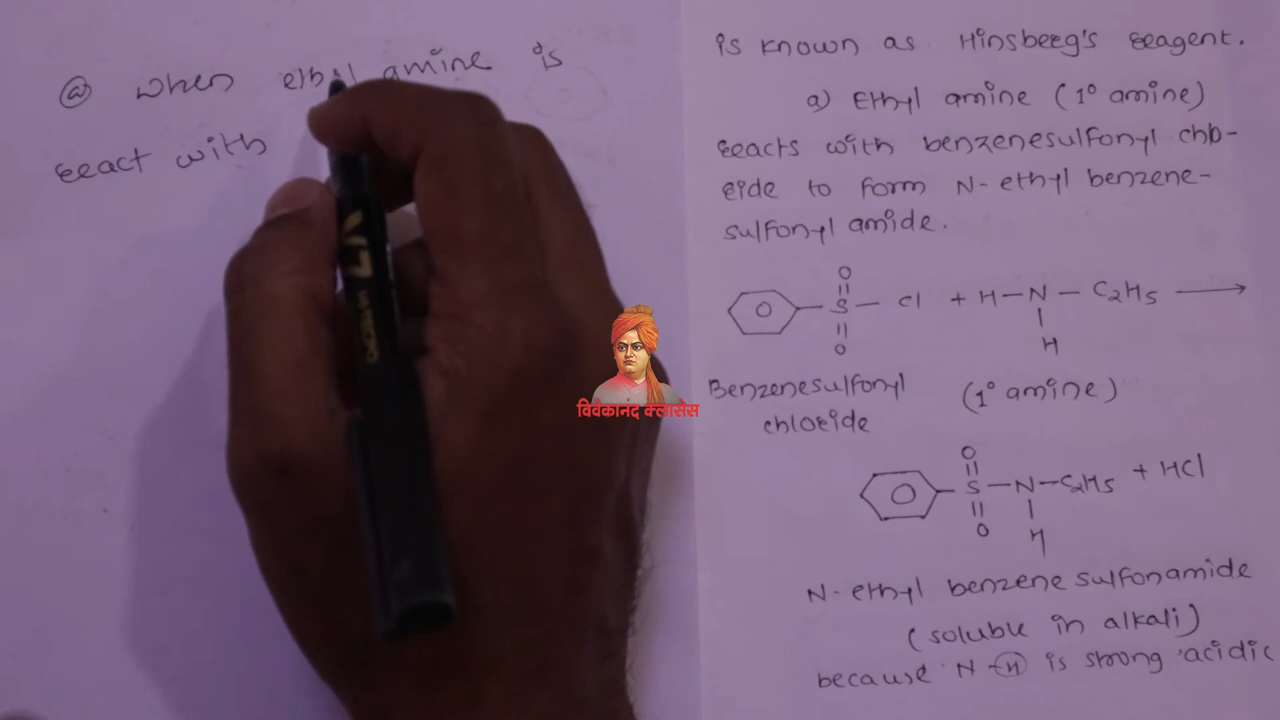 @ when ethyl amine is
react with
V7
is known as Hinsberg's reagent.
a) Ethyl amine (1° amine)
reacts with benzenesulfonyl chlo-
ride to form N-ethyl benzene-
sulfonyl amide.
O
S — Cl + H — N — C2H5 ⟶
O H
Benzenesulfonyl (1° amine)
chloride
O
S — N — C2H5 + HCl
O H
N-ethyl benzene sulfonamide
(soluble in alkali)
because N-H is strong acidic
विवेकानंद क्लासेस